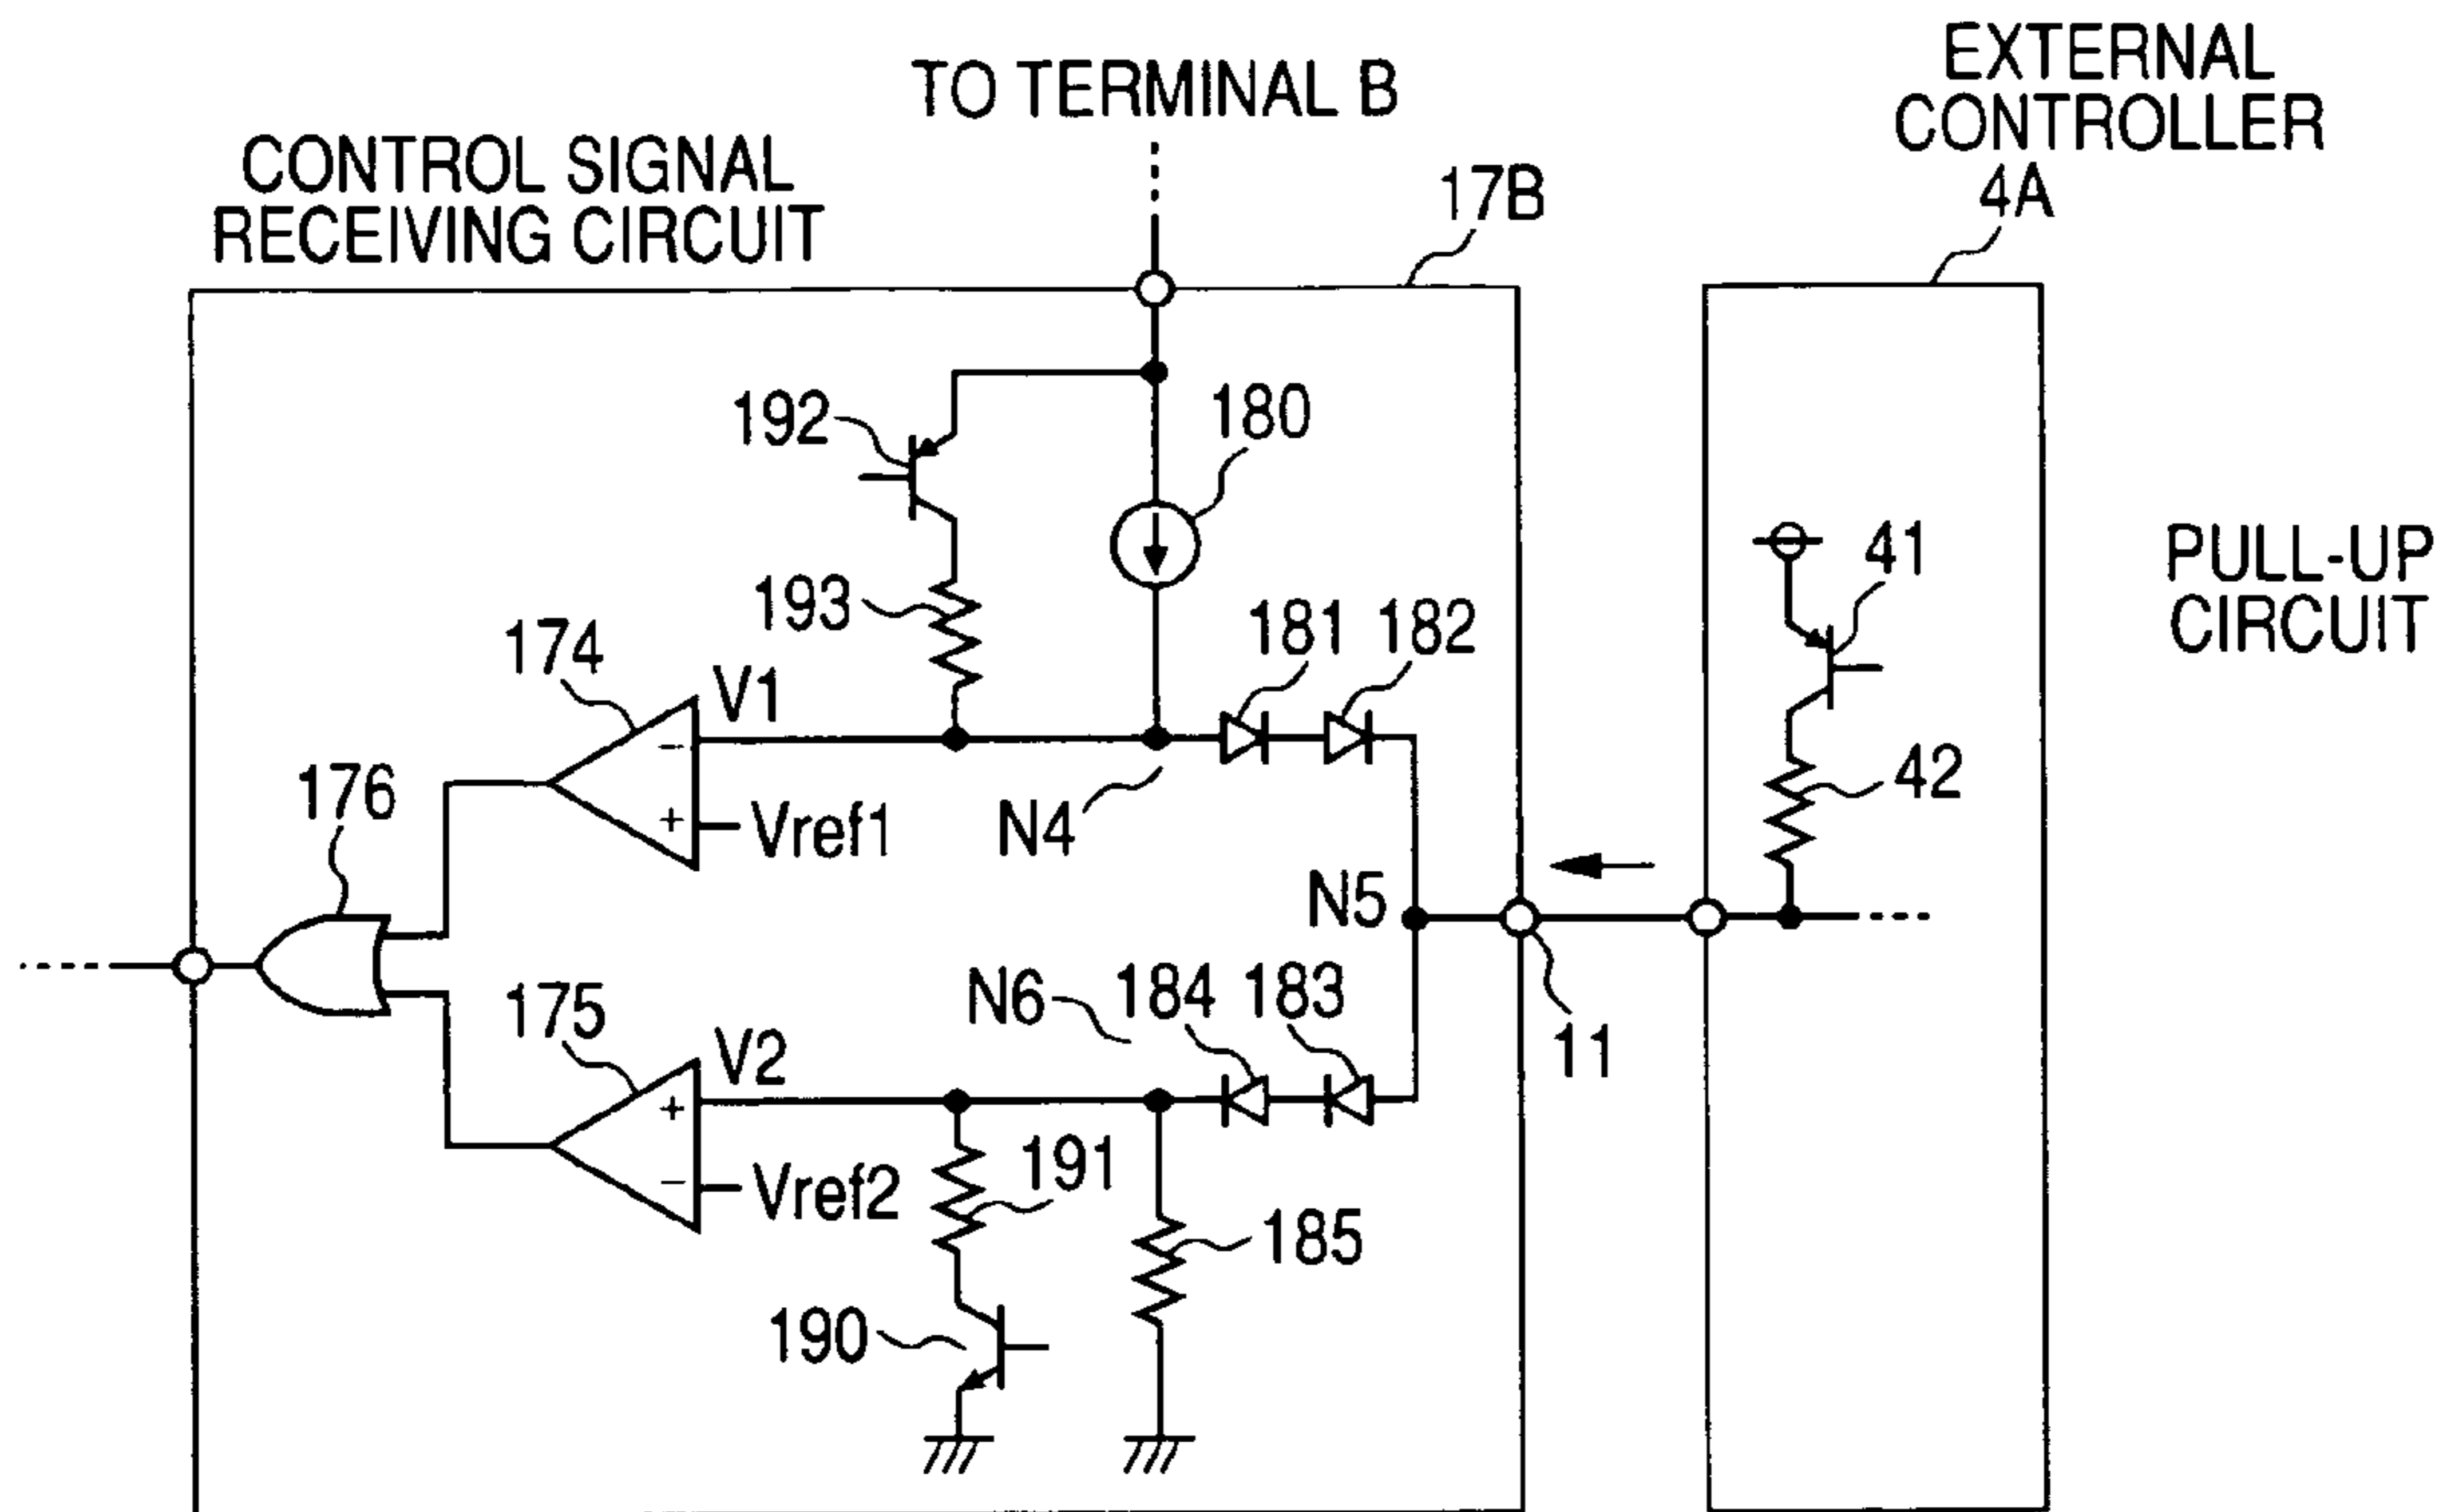 EXTERNAL
CONTROLLER
4A
TO TERMINAL B
CONTROL SIGNAL
RECEIVING CIRCUIT
17B
192
180
41
PULL-UP
CIRCUIT
193
181
182
174
V1
-
+
Vref1
N4
42
176
N5
N6
184
183
11
175
V2
+
-
Vref2
191
185
190